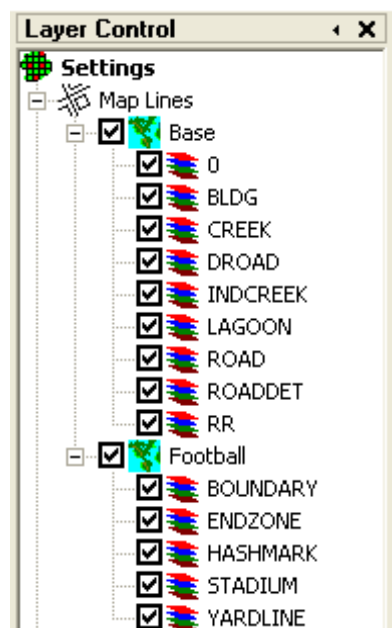 Layer Control
Settings
Map Lines
Base
0
BLDG
CREEK
DROAD
INDCREEK
LAGOON
ROAD
ROADDET
RR
Football
BOUNDARY
ENDZONE
HASHMARK
STADIUM
YARDLINE